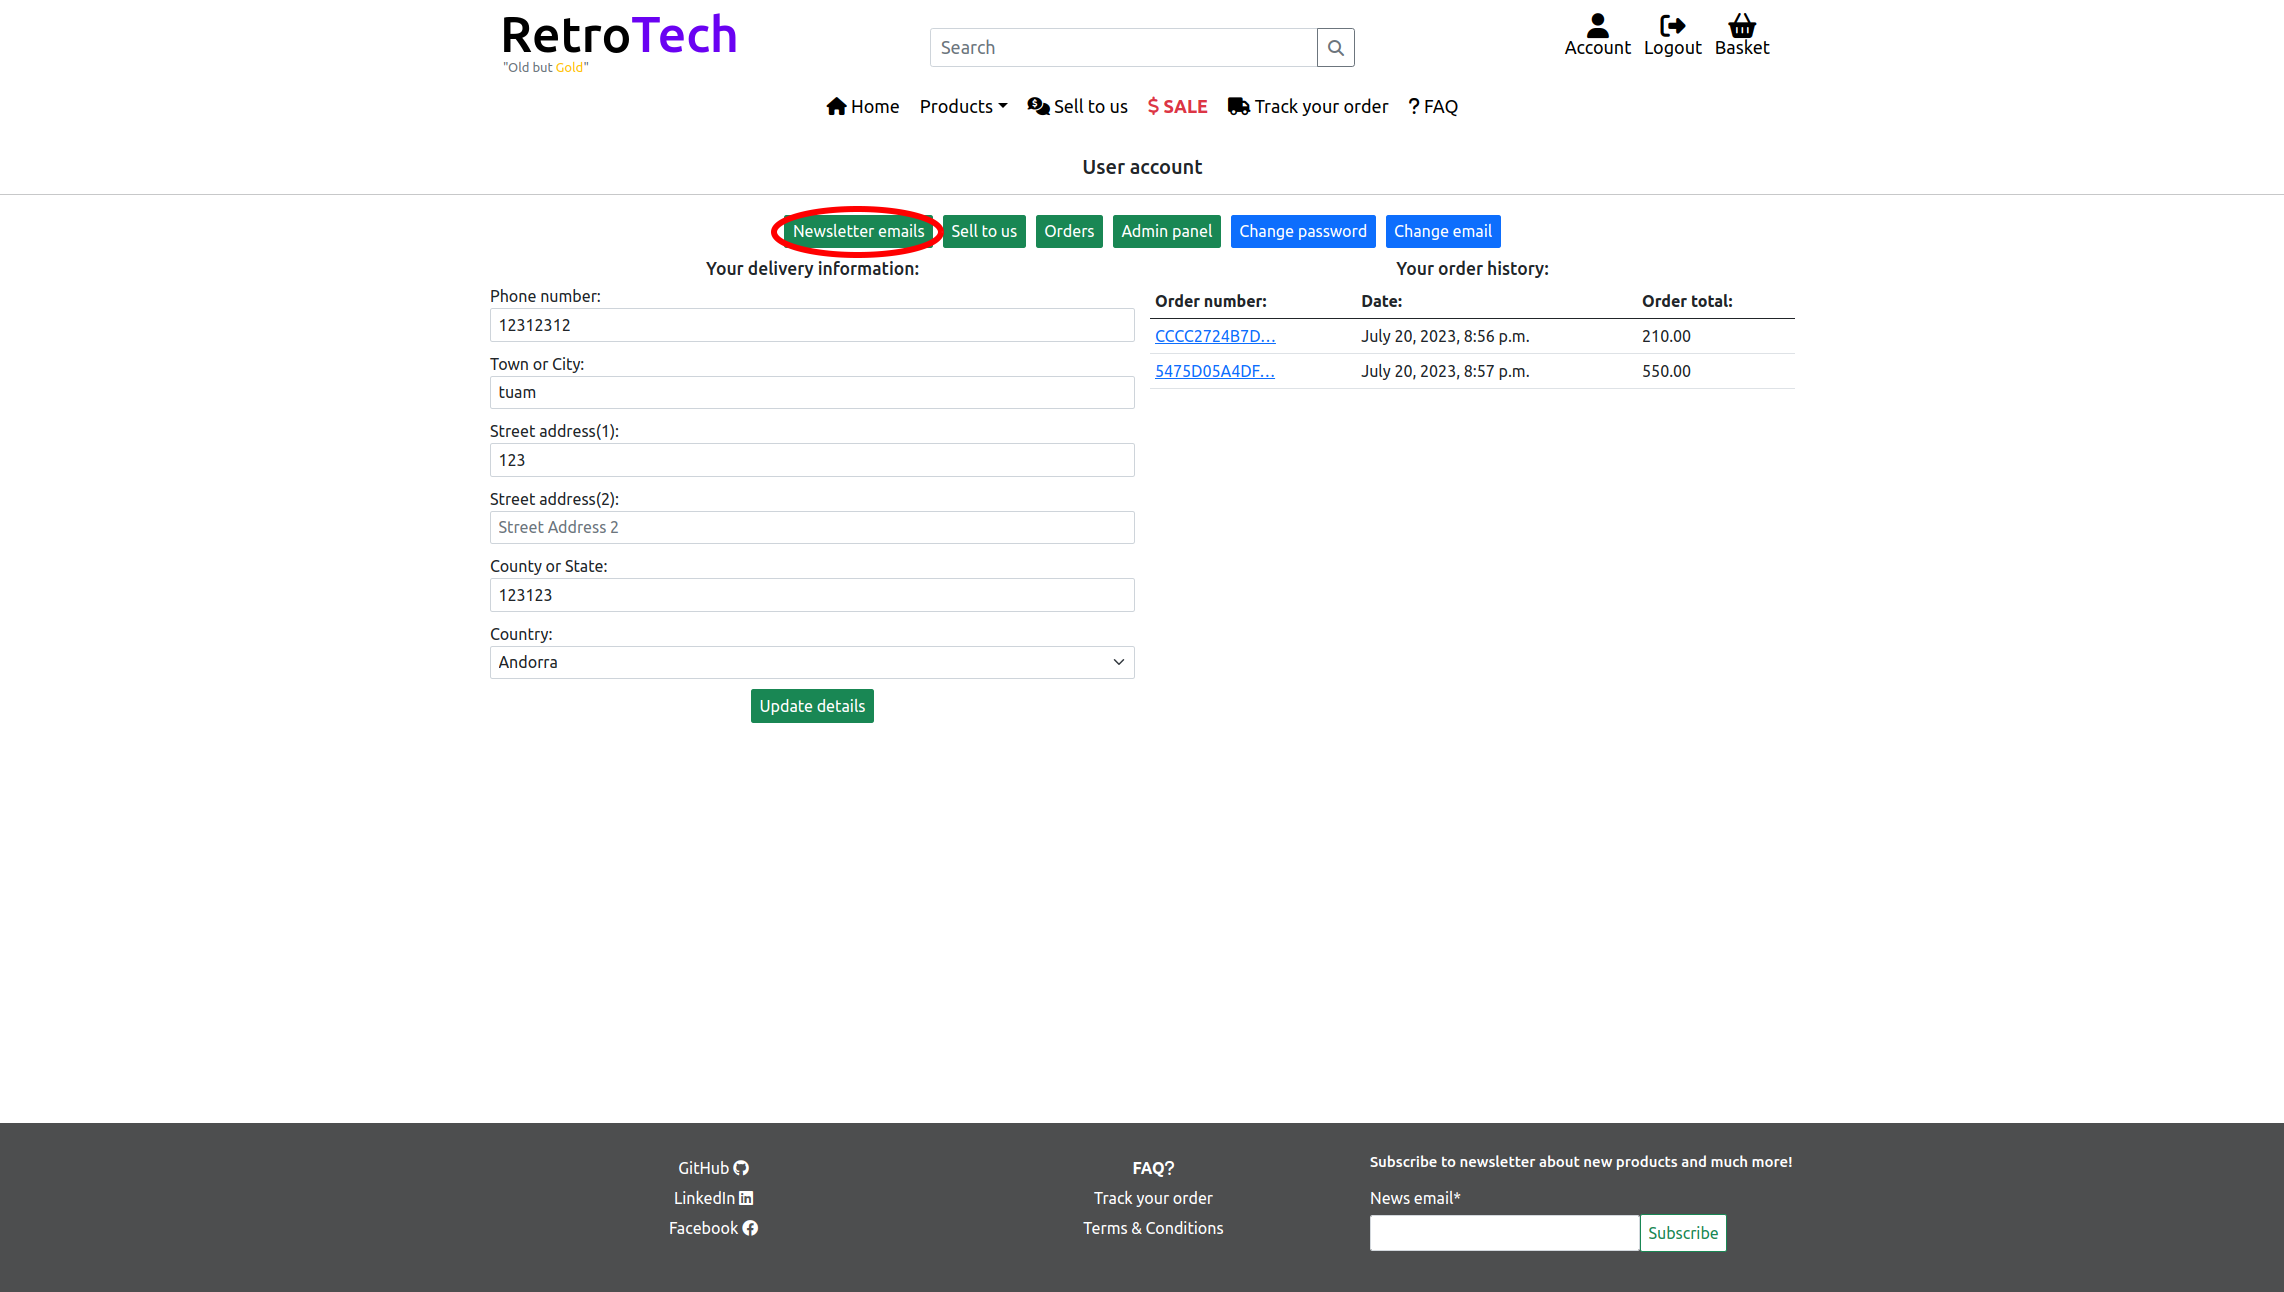 RetroTech
"Old but Gold"
Search
Account Logout Basket
Home Products Sell to us $ SALE Track your order ? FAQ
User account
Newsletter emails Sell to us Orders Admin panel Change password Change email
Your delivery information:
Phone number:
12312312
Town or City:
tuam
Street address(1):
123
Street address(2):
Street Address 2
County or State:
123123
Country:
Andorra
Update details
Your order history:
Order number: Date: Order total:
CCCC2724B7D... July 20, 2023, 8:56 p.m. 210.00
5475D05A4DF... July 20, 2023, 8:57 p.m. 550.00
GitHub
LinkedIn
Facebook
FAQ?
Track your order
Terms & Conditions
Subscribe to newsletter about new products and much more!
News email*
Subscribe